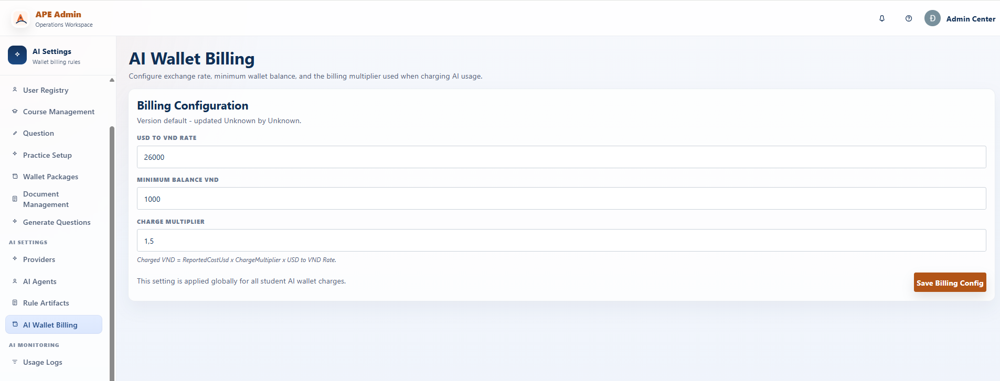 APE Admin
Operations Workspace
Đ
Admin Center
AI Settings
Wallet billing rules
User Registry
Course Management
Question
Practice Setup
Wallet Packages
Document
Management
Generate Questions
AI SETTINGS
Providers
AI Agents
Rule Artifacts
AI Wallet Billing
AI MONITORING
Usage Logs
AI Wallet Billing
Configure exchange rate, minimum wallet balance, and the billing multiplier used when charging AI usage.
Billing Configuration
Version default - updated Unknown by Unknown.
USD TO VND RATE
26000
MINIMUM BALANCE VND
1000
CHARGE MULTIPLIER
1,5
Charged VND = ReportedCostUsd x ChargeMultiplier x USD to VND Rate.
This setting is applied globally for all student AI wallet charges.
Save Billing Config